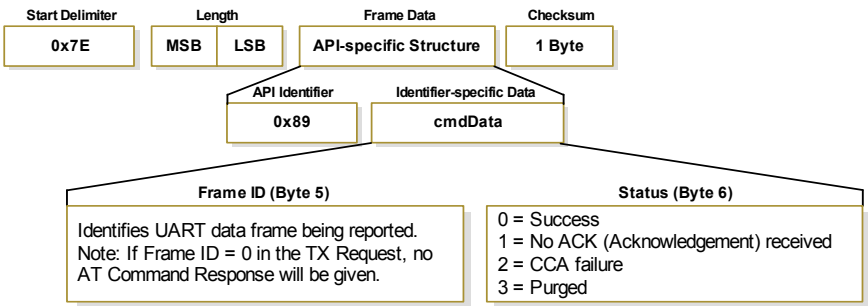 Start Delimiter Length Frame Data Checksum
0x7E MSB LSB API-specific Structure 1 Byte
API Identifier Identifier-specific Data
0x89 cmdData
Frame ID (Byte 5)
Identifies UART data frame being reported.
Note: If Frame ID = 0 in the TX Request, no
AT Command Response will be given.
Status (Byte 6)
0 = Success
1 = No ACK (Acknowledgement) received
2 = CCA failure
3 = Purged